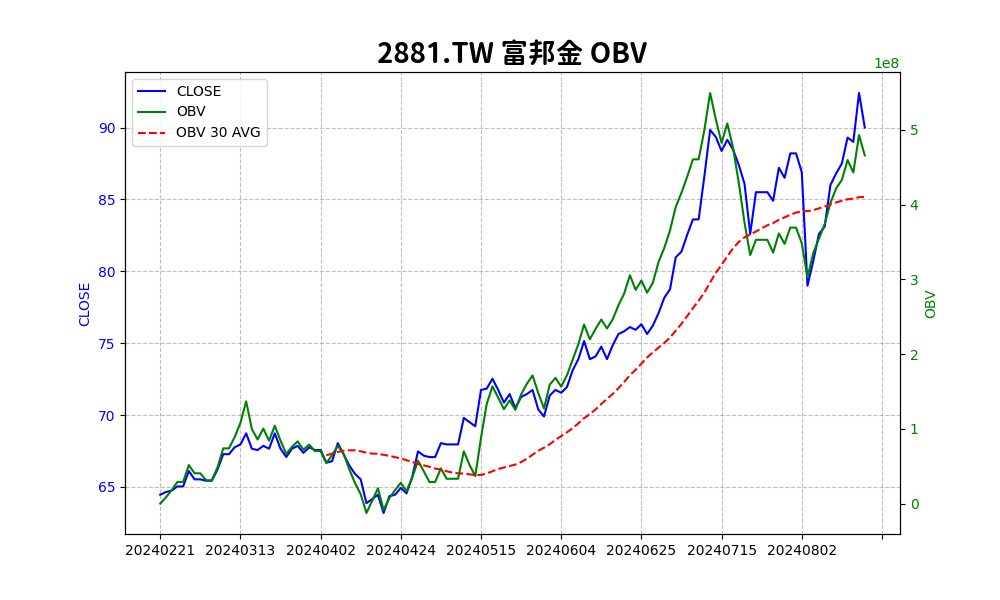 2881.TW 富邦金 OBV
1e8
CLOSE
OBV
OBV 30 AVG
90
85
80
75
70
65
CLOSE
5
4
3
2
1
0
OBV
20240221 20240313 20240402 20240424 20240515 20240604 20240625 20240715 20240802